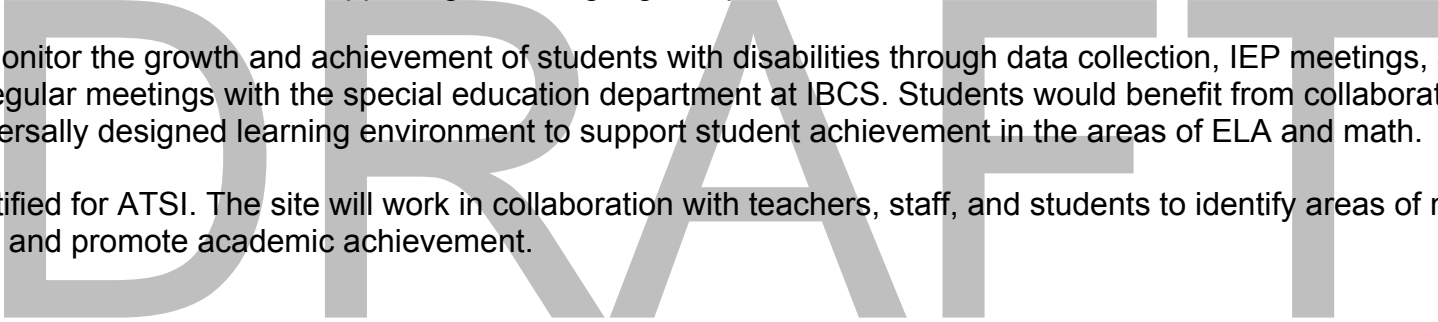 onitor the growth and achievement of students with disabilities through data collection, IEP meetings,
egular meetings with the special education department at IBCS. Students would benefit from collaborat
ersally designed learning environment to support student achievement in the areas of ELA and math.
tified for ATSI. The site will work in collaboration with teachers, staff, and students to identify areas of
and promote academic achievement.
DRAFT